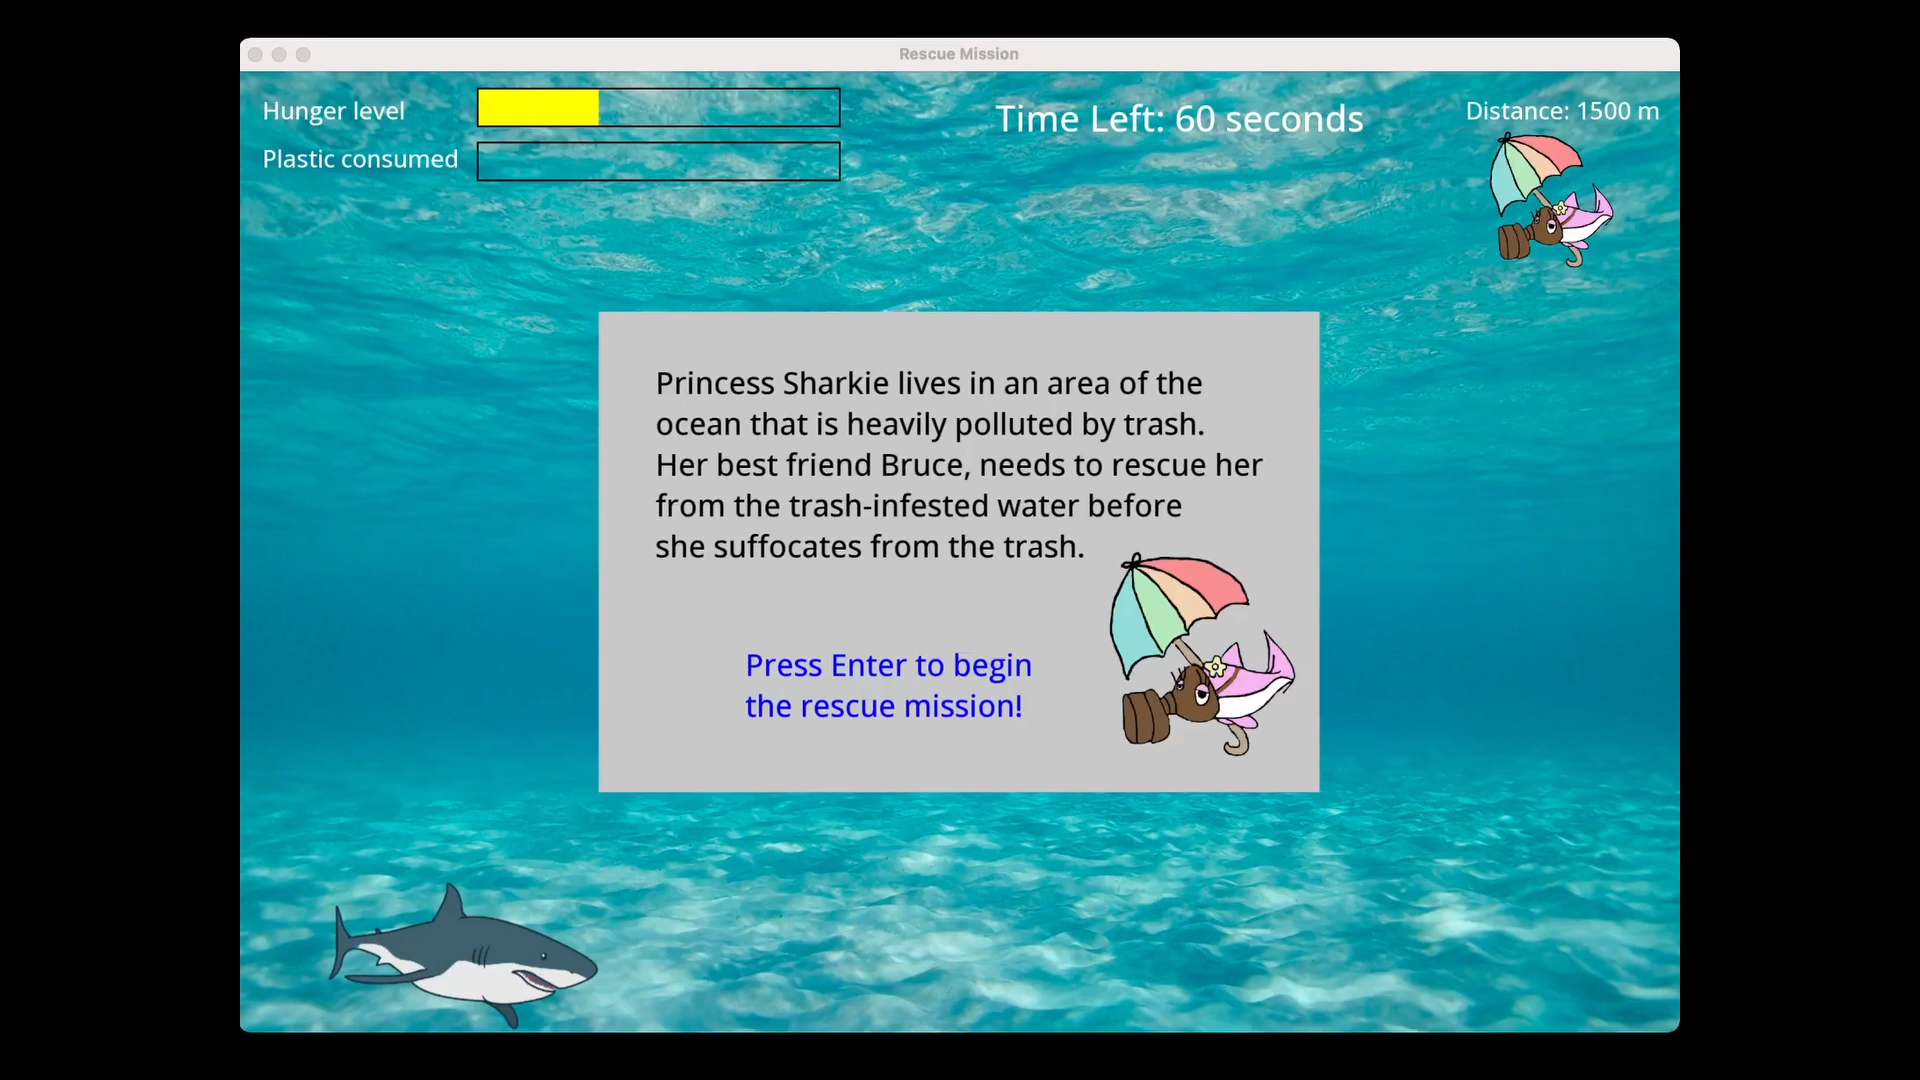 Rescue Mission
Hunger level
Time Left: 60 seconds
Distance: 1500 m
Plastic consumed
Princess Sharkie lives in an area of the
ocean that is heavily polluted by trash.
Her best friend Bruce, needs to rescue her
from the trash-infested water before
she suffocates from the trash.
Press Enter to begin
the rescue mission!